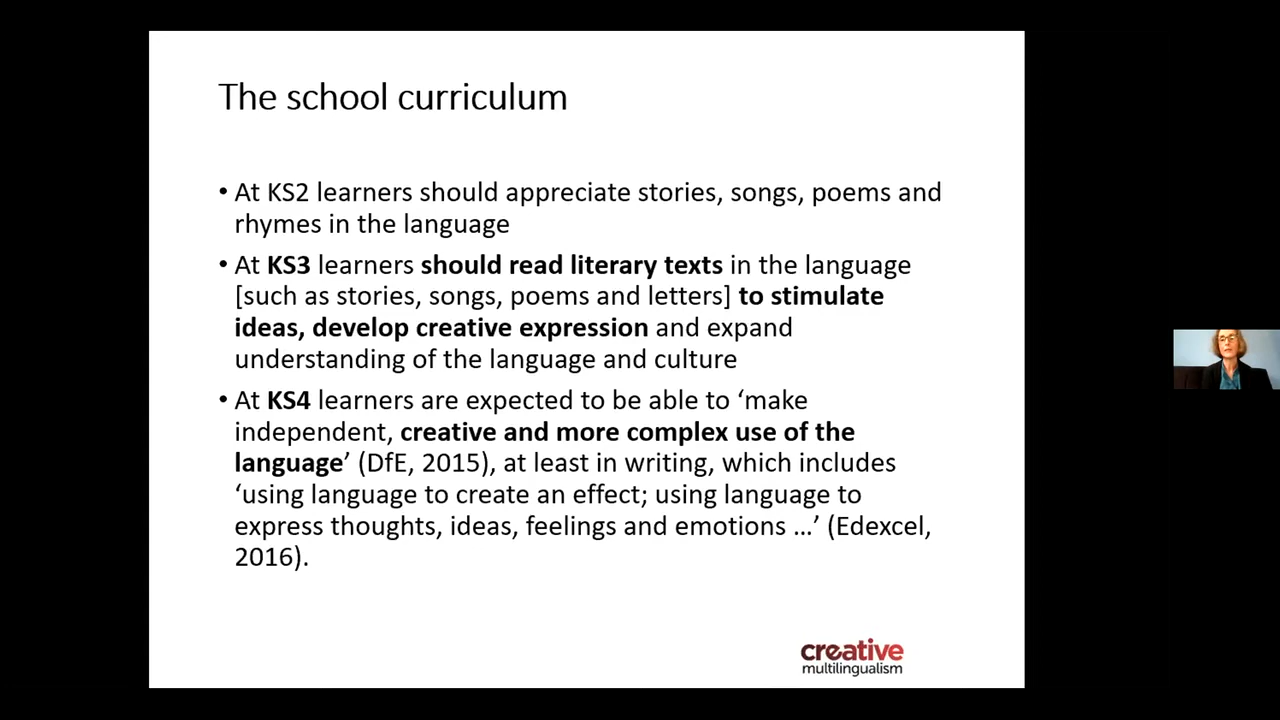 The school curriculum
• At KS2 learners should appreciate stories, songs, poems and
rhymes in the language
• At KS3 learners should read literary texts in the language
[such as stories, songs, poems and letters] to stimulate
ideas, develop creative expression and expand
understanding of the language and culture
• At KS4 learners are expected to be able to ‘make
independent, creative and more complex use of the
language’ (DfE, 2015), at least in writing, which includes
‘using language to create an effect; using language to
express thoughts, ideas, feelings and emotions …’ (Edexcel,
2016).
creative
multilingualism